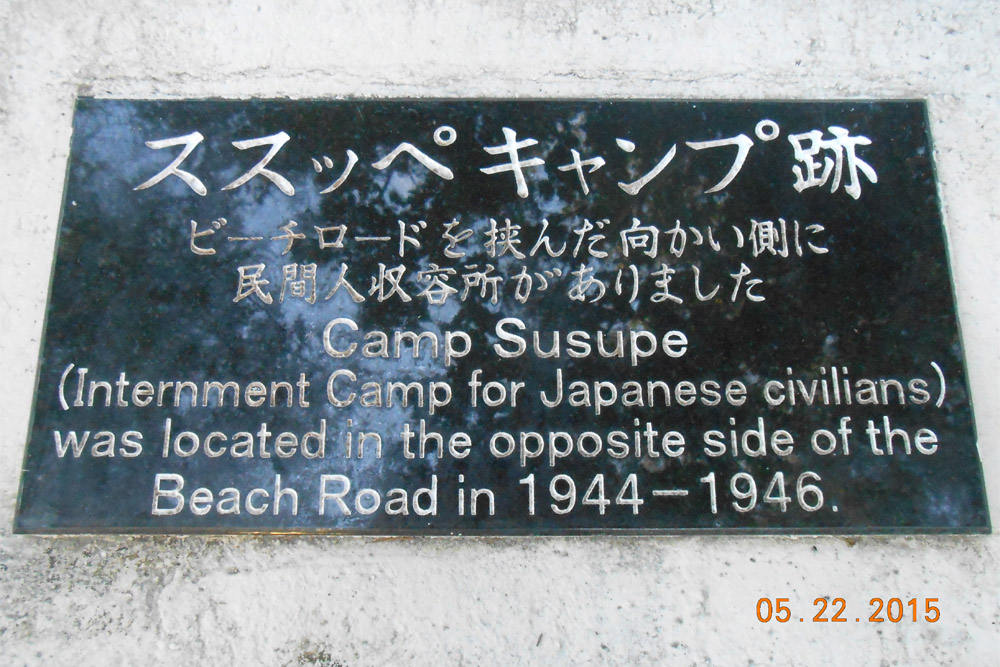 ススッペキャンプ跡
ビーチロードを挟んだ向かい側に
民間人収容所がありました
Camp Susupe
(Internment Camp for Japanese civilians)
was located in the opposite side of the
Beach Road in 1944－1946.
05.22.2015